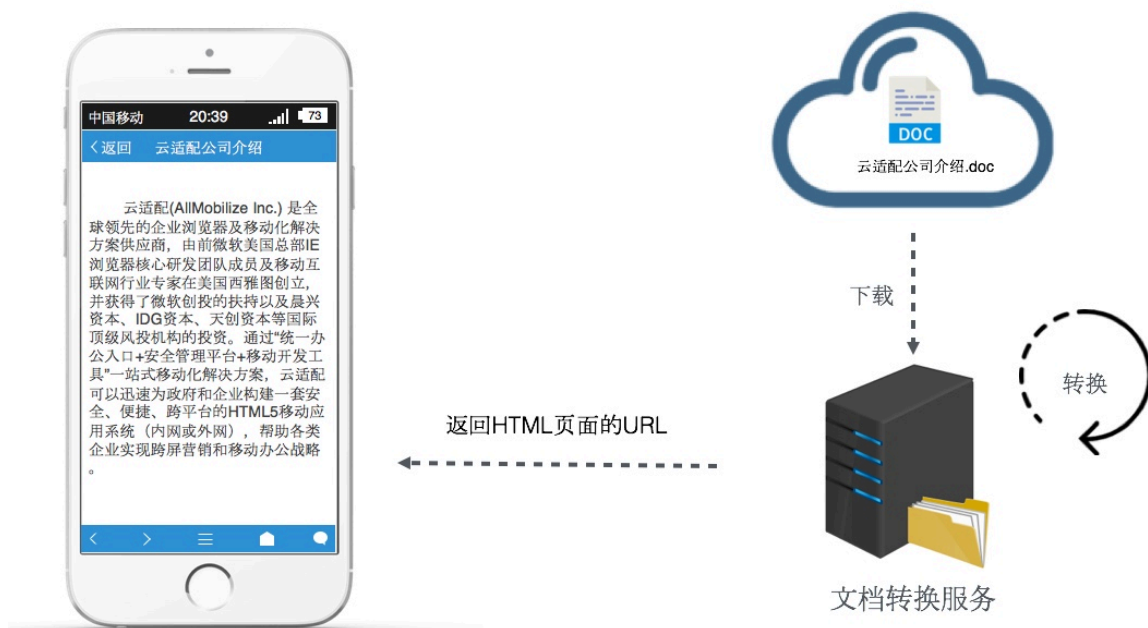 中国移动 20:39 73
返回 云适配公司介绍
云适配(AllMobilize Inc.) 是全
球领先的企业浏览器及移动化解决
方案供应商，由前微软美国总部IE
浏览器核心研发团队成员及移动互
联网行业专家在美国西雅图创立，
并获得了微软创投的扶持以及晨兴
资本、IDG资本、天创资本等国际
顶级风投机构的投资。通过“统一办
公入口+安全管理平台+移动开发工
具”一站式移动化解决方案，云适配
可以迅速为政府和企业构建一套安
全、便捷、跨平台的HTML5移动应
用系统（内网或外网），帮助各类
企业实现跨屏营销和移动办公战略
。
DOC
云适配公司介绍.doc
下载
转换
返回HTML页面的URL
文档转换服务